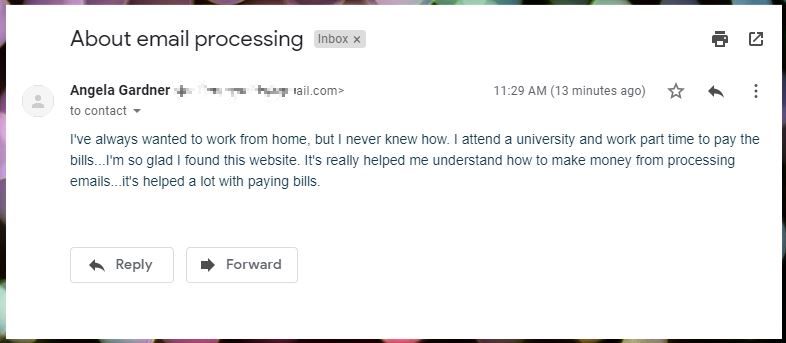 About email processing Inbox ×
Angela Gardner ail.com> 11:29 AM (13 minutes ago)
to contact
I've always wanted to work from home, but I never knew how. I attend a university and work part time to pay the
bills...I'm so glad I found this website. It's really helped me understand how to make money from processing
emails...it's helped a lot with paying bills.
Reply Forward